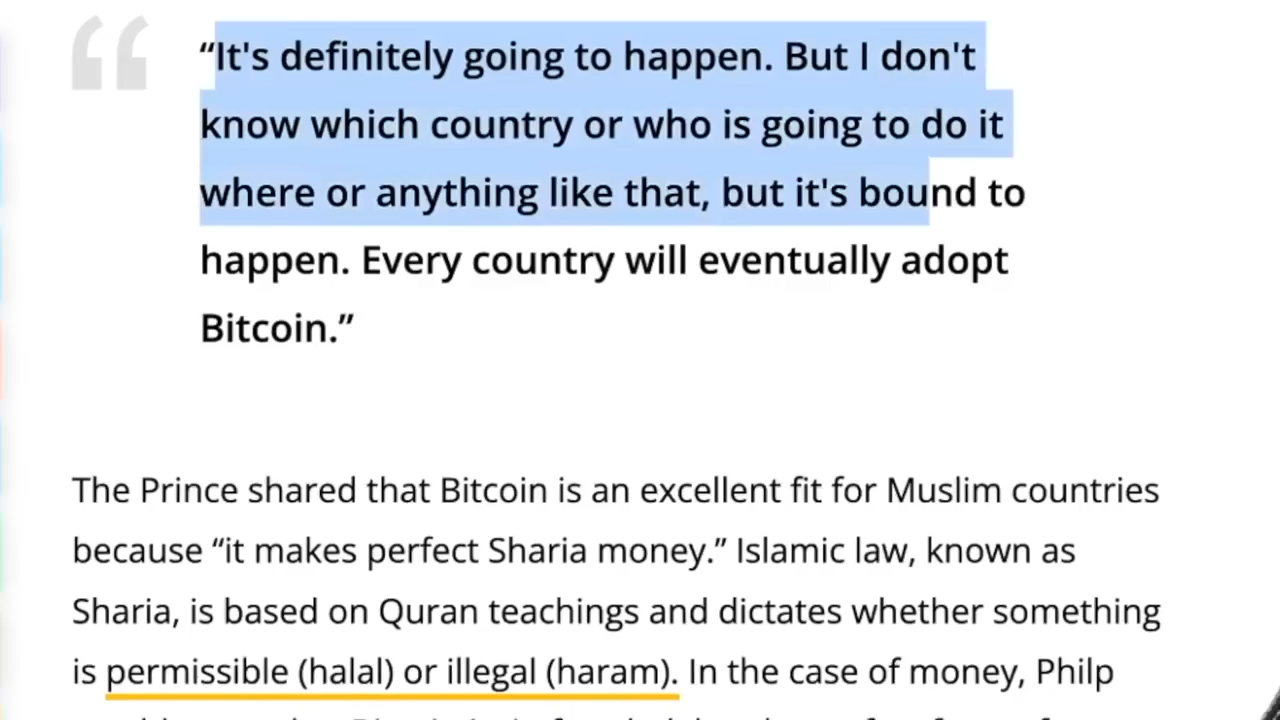 “It's definitely going to happen. But I don't
know which country or who is going to do it
where or anything like that, but it's bound to
happen. Every country will eventually adopt
Bitcoin.”
The Prince shared that Bitcoin is an excellent fit for Muslim countries
because “it makes perfect Sharia money.” Islamic law, known as
Sharia, is based on Quran teachings and dictates whether something
is permissible (halal) or illegal (haram). In the case of money, Philp